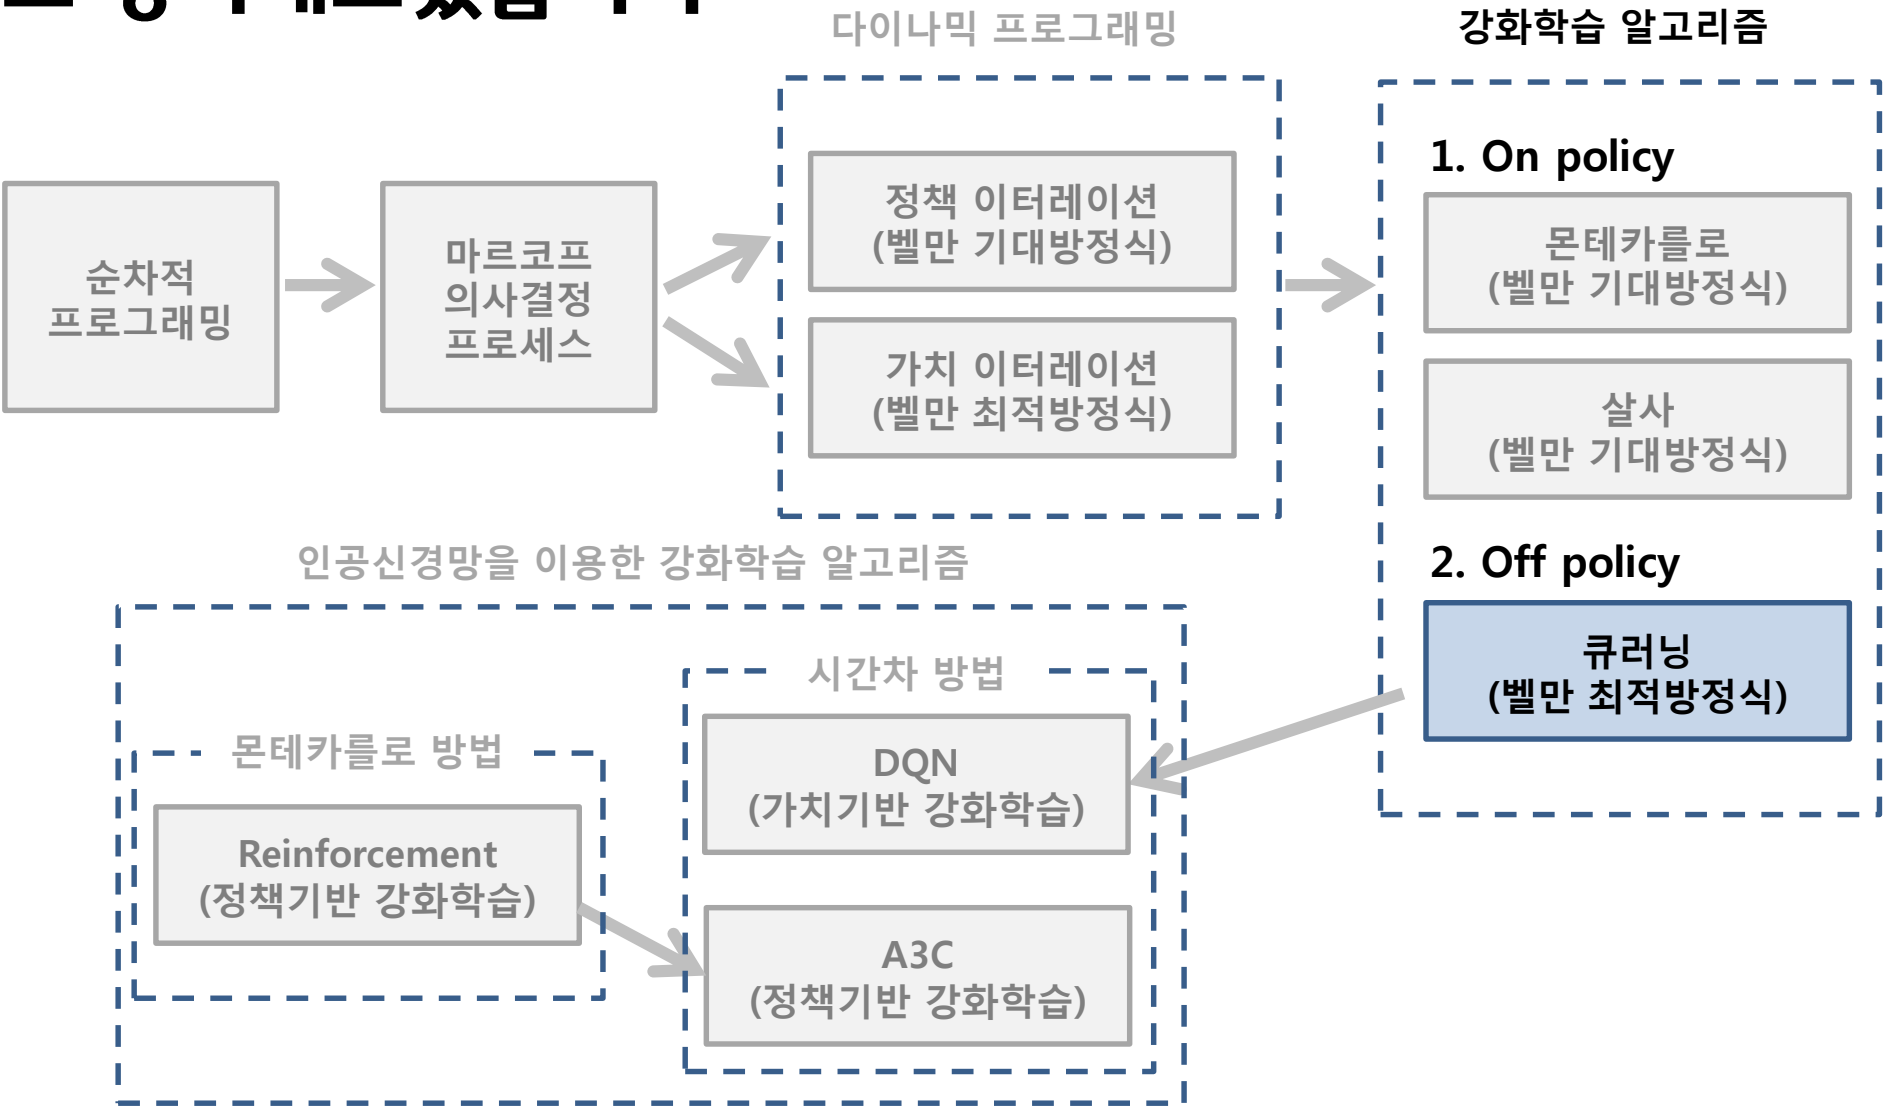 다이나믹 프로그래밍
강화학습 알고리즘
순차적
프로그래밍
마르코프
의사결정
프로세스
정책 이터레이션
(벨만 기대방정식)
가치 이터레이션
(벨만 최적방정식)
1. On policy
몬테카를로
(벨만 기대방정식)
살사
(벨만 기대방정식)
2. Off policy
큐러닝
(벨만 최적방정식)
인공신경망을 이용한 강화학습 알고리즘
시간차 방법
몬테카를로 방법
DQN
(가치기반 강화학습)
Reinforcement
(정책기반 강화학습)
A3C
(정책기반 강화학습)